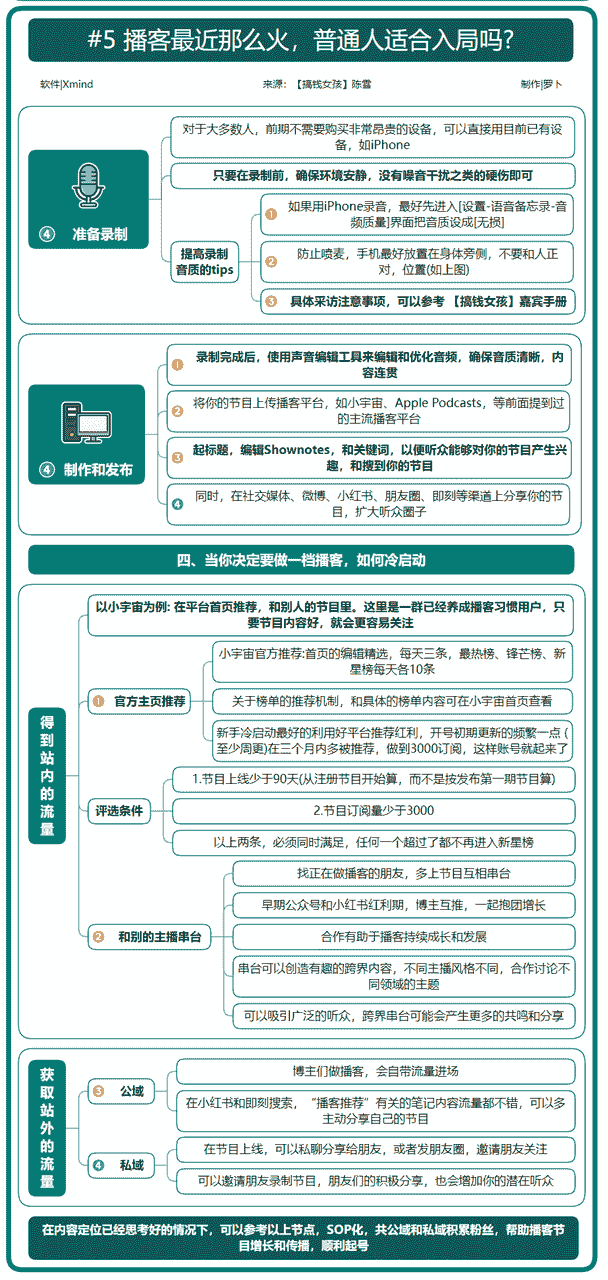 #5 播客最近那么火，普通人适合入局吗?
软件|Xmind
来源：【搞钱女孩】陈雪
制作|罗卜
④ 准备录制
对于大多数人，前期不需要购买非常昂贵的设备，可以直接用目前已有设
备，如iPhone
只要在录制前，确保环境安静，没有噪音干扰之类的硬伤即可
提高录制
音质的tips
① 如果用iPhone录音，最好先进入[设置-语音备忘录-音
频质量]界面把音质设成[无损]
② 防止喷麦，手机最好放置在身体旁侧，不要和人正
对，位置(如上图)
③ 具体采访注意事项，可以参考 【搞钱女孩】嘉宾手册
④ 制作和发布
① 录制完成后，使用声音编辑工具来编辑和优化音频，确保音质清晰，内
容连贯
② 将你的节目上传播客平台，如小宇宙、Apple Podcasts，等前面提到过
的主流播客平台
③ 起标题，编辑Shownotes，和关键词，以便听众能够对你的节目产生兴
趣，和搜到你的节目
④ 同时，在社交媒体、微博、小红书、朋友圈、即刻等渠道上分享你的节
目，扩大听众圈子
四、当你决定要做一档播客，如何冷启动
得到站内的流量
以小宇宙为例: 在平台首页推荐，和别人的节目里。这里是一群已经养成播客习惯用户，只
要节目内容好，就会更容易关注
① 官方主页推荐
小宇宙官方推荐:首页的编辑精选，每天三条，最热榜、锋芒榜、新
星榜每天各10条
关于榜单的推荐机制，和具体的榜单内容可在小宇宙首页查看
新手冷启动最好的利用好平台推荐红利，开号初期更新的频繁一点 (
至少周更)在三个月内多被推荐，做到3000订阅，这样账号就起来了
评选条件
1.节目上线少于90天(从注册节目开始算，而不是按发布第一期节目算)
2.节目订阅量少于3000
以上两条，必须同时满足，任何一个超过了都不再进入新星榜
② 和别的主播串台
找正在做播客的朋友，多上节目互相串台
早期公众号和小红书红利期，博主互推，一起抱团增长
合作有助于播客持续成长和发展
串台可以创造有趣的跨界内容，不同主播风格不同，合作讨论不
同领域的主题
可以吸引广泛的听众，跨界串台可能会产生更多的共鸣和分享
获取站外的流量
③ 公域
博主们做播客，会自带流量进场
在小红书和即刻搜索，“播客推荐”有关的笔记内容流量都不错，可以多
主动分享自己的节目
④ 私域
在节目上线，可以私聊分享给朋友，或者发朋友圈，邀请朋友关注
可以邀请朋友录制节目，朋友们的积极分享，也会增加你的潜在听众
在内容定位已经思考好的情况下，可以参考以上节点，SOP化，共公域和私域积累粉丝，帮助播客节
目增长和传播，顺利起号